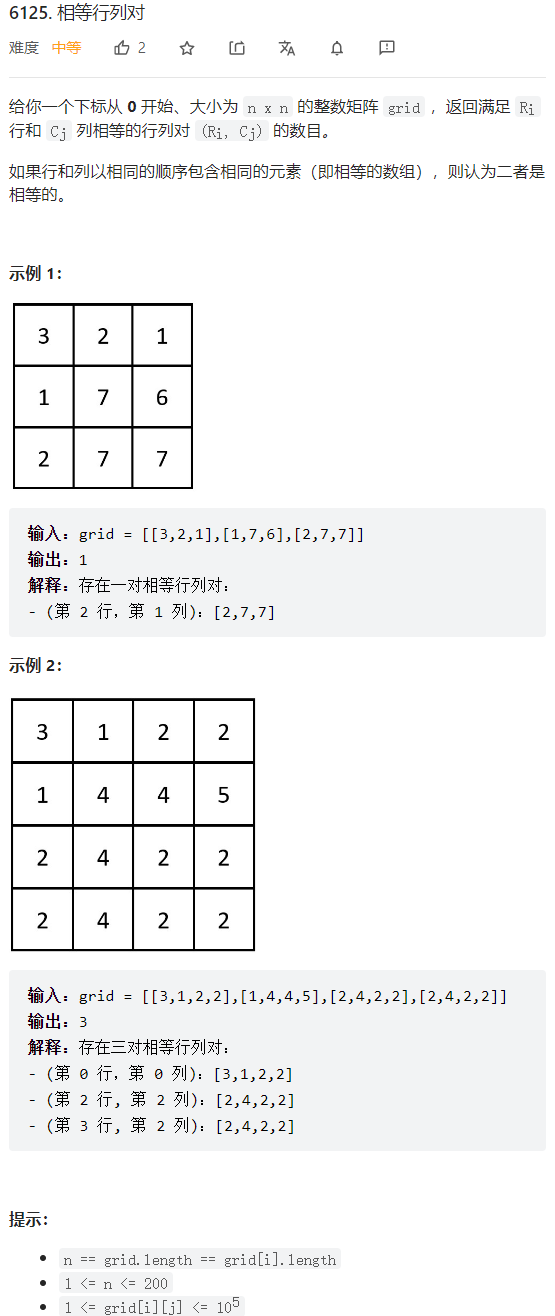 6125. 相等行列对
难度 中等 2
给你一个下标从 0 开始、大小为 n x n 的整数矩阵 grid ，返回满足 Ri
行和 Cj 列相等的行列对 (Ri, Cj) 的数目。
如果行和列以相同的顺序包含相同的元素（即相等的数组），则认为二者是
相等的。
示例 1：
3 2 1
1 7 6
2 7 7
输入：grid = [[3,2,1],[1,7,6],[2,7,7]]
输出：1
解释：存在一对相等行列对：
- (第 2 行，第 1 列)：[2,7,7]
示例 2：
3 1 2 2
1 4 4 5
2 4 2 2
2 4 2 2
输入：grid = [[3,1,2,2],[1,4,4,5],[2,4,2,2],[2,4,2,2]]
输出：3
解释：存在三对相等行列对：
- (第 0 行，第 0 列)：[3,1,2,2]
- (第 2 行, 第 2 列)：[2,4,2,2]
- (第 3 行, 第 2 列)：[2,4,2,2]
提示：
n == grid.length == grid[i].length
1 <= n <= 200
1 <= grid[i][j] <= 10^5